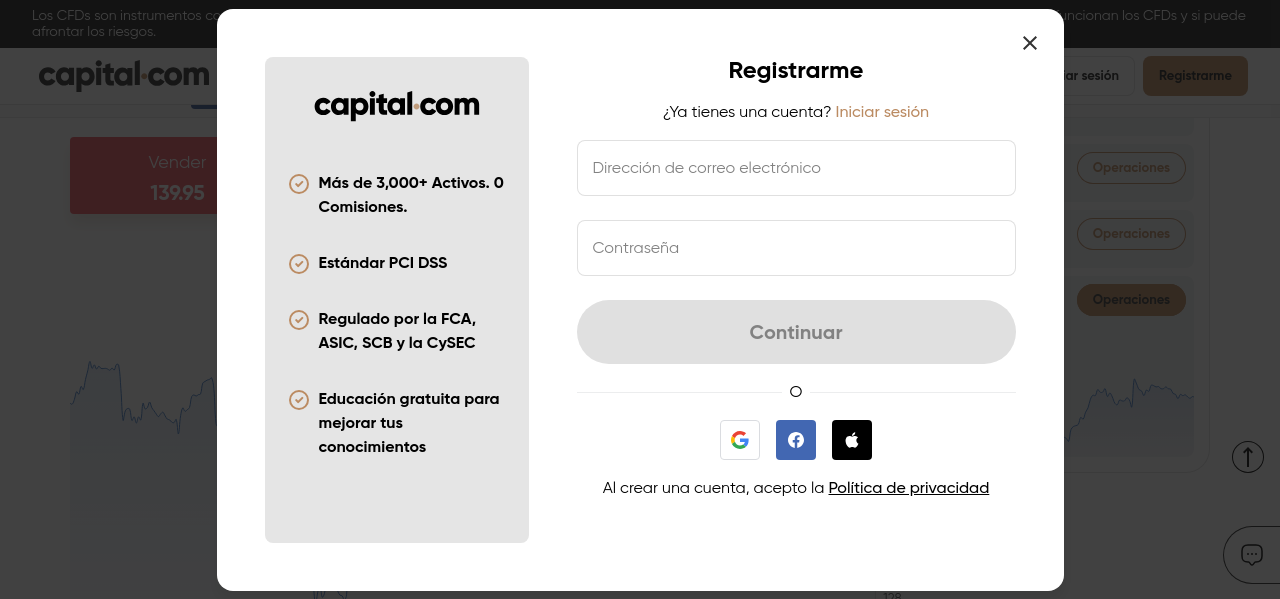 Los CFDs son instrumentos
uncionan los CFDs y si puede
afrontar los riesgos.
capital.com
iar sesión
Registrarme
Vender
139.95
Operaciones
Operaciones
Operaciones
capital.com
Más de 3,000+ Activos. 0
Comisiones.
Estándar PCI DSS
Regulado por la FCA,
ASIC, SCB y la CySEC
Educación gratuita para
mejorar tus
conocimientos
Registrarme
¿Ya tienes una cuenta? Iniciar sesión
Dirección de correo electrónico
Contraseña
Continuar
O
Al crear una cuenta, acepto la Política de privacidad